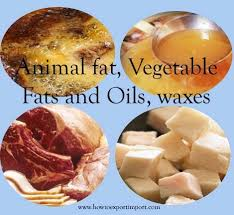 Animal fat, Vegetable
Fats and Oils, waxes
www.howtoexportimport.com